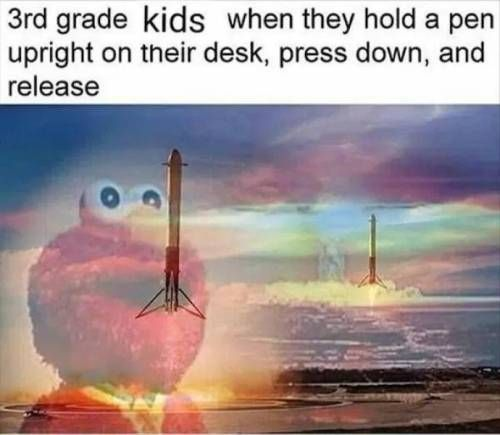 3rd grade kids when they hold a pen
upright on their desk, press down, and
release